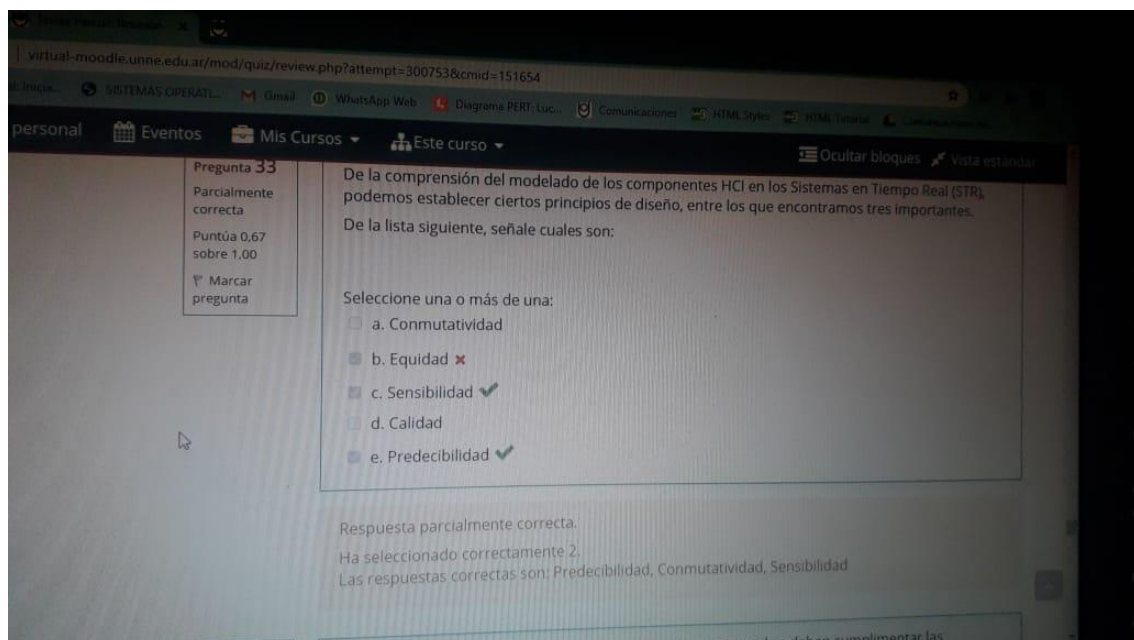 virtual-moodle.unne.edu.ar/mod/quiz/review.php?attempt=300753&cmid=151654
SISTEMAS OPERATI... Gmail WhatsApp Web Diagrama PERT: Luc... Comunicaciones HTML Styles HTML Tutorial
personal Eventos Mis Cursos Este curso Ocultar bloques Vista estándar
Pregunta 33
Parcialmente
correcta
Puntúa 0,67
sobre 1,00
Marcar
pregunta
De la comprensión del modelado de los componentes HCI en los Sistemas en Tiempo Real (STR),
podemos establecer ciertos principios de diseño, entre los que encontramos tres importantes.
De la lista siguiente, señale cuales son:
Seleccione una o más de una:
a. Conmutatividad
b. Equidad
c. Sensibilidad
d. Calidad
e. Predecibilidad
Respuesta parcialmente correcta.
Ha seleccionado correctamente 2.
Las respuestas correctas son: Predecibilidad, Conmutatividad, Sensibilidad